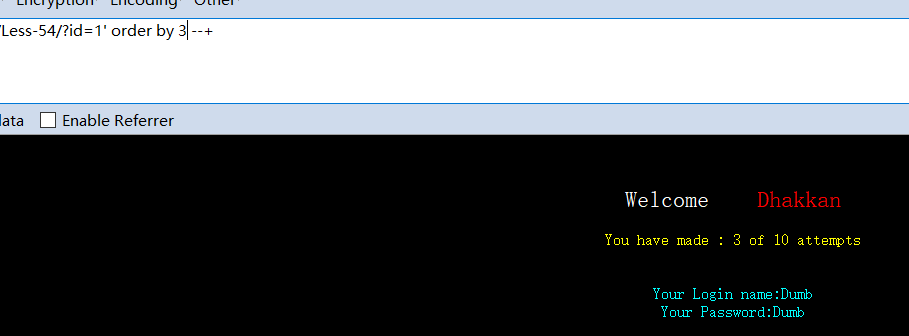 Encryption Encoding Other
/Less-54/?id=1' order by 3 --+
data Enable Referrer
Welcome Dhakkan
You have made : 3 of 10 attempts
Your Login name:Dumb
Your Password:Dumb